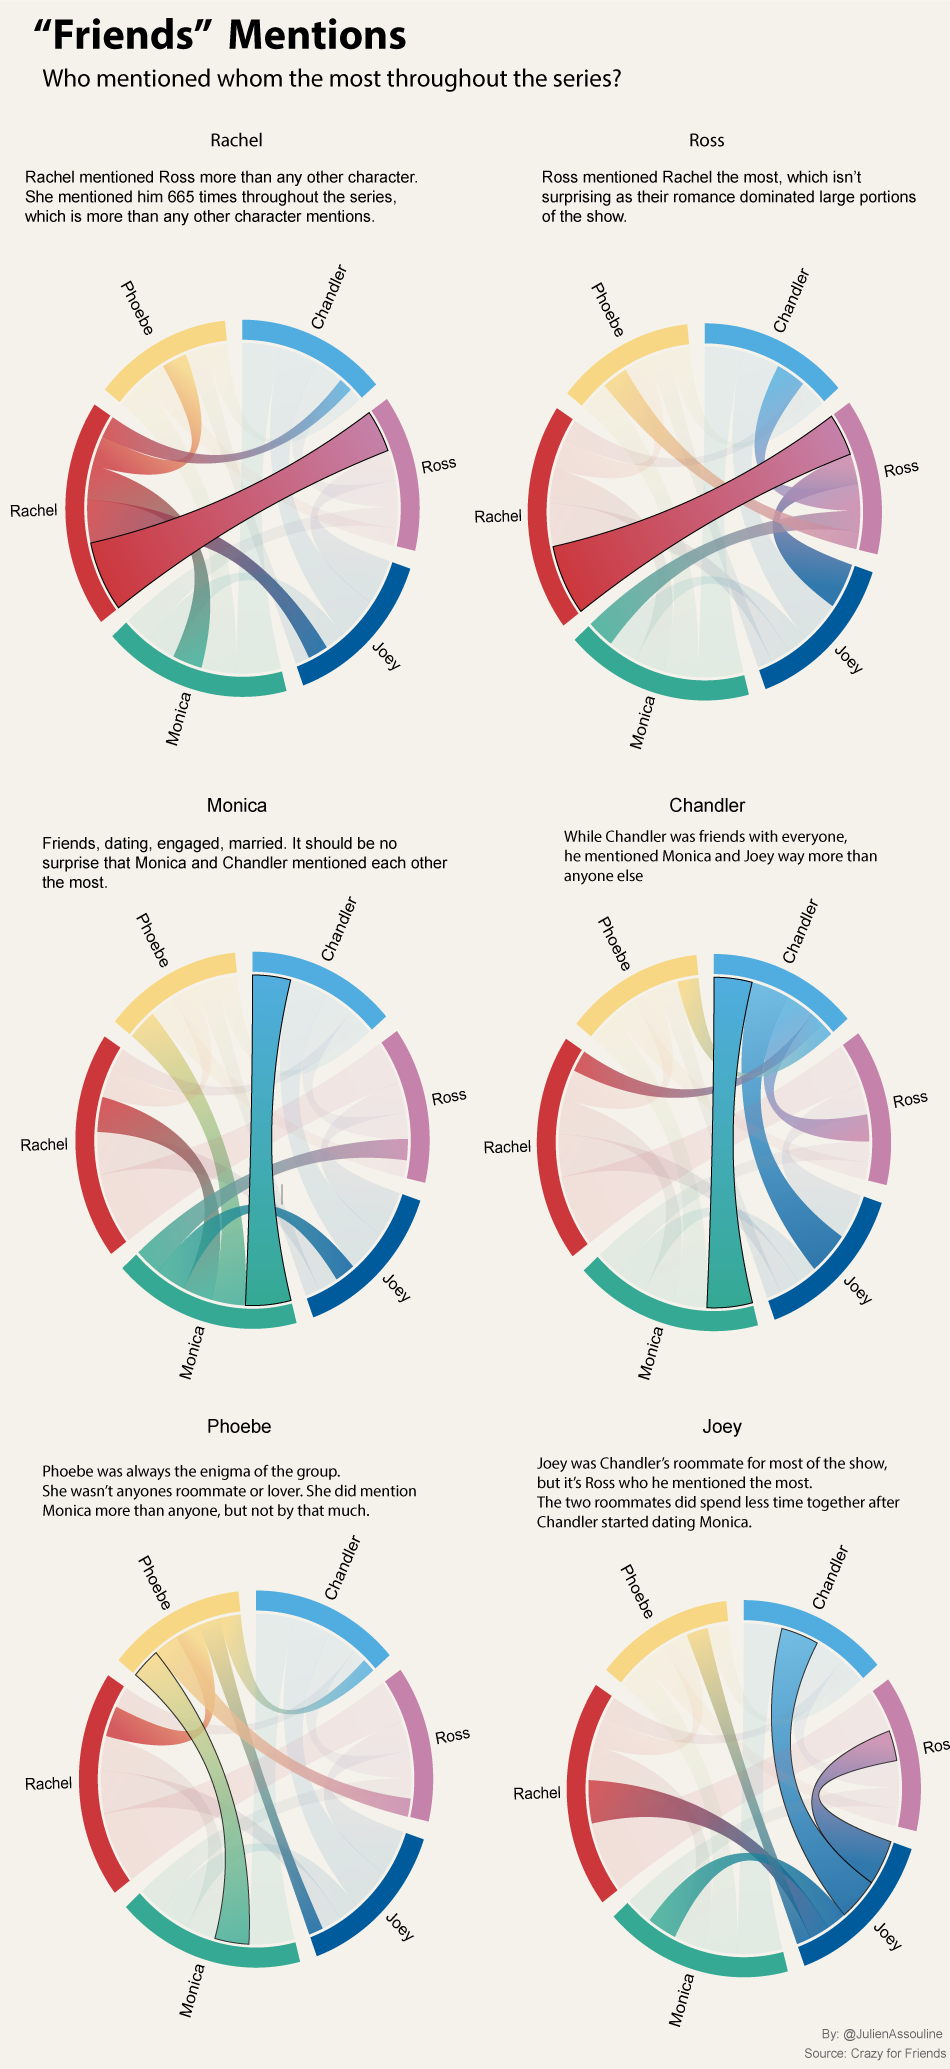 “Friends” Mentions
Who mentioned whom the most throughout the series?
Rachel
Rachel mentioned Ross more than any other character.
She mentioned him 665 times throughout the series,
which is more than any other character mentions.
Phoebe
Chandler
Ross
Rachel
Joey
Monica
Ross
Ross mentioned Rachel the most, which isn’t
surprising as their romance dominated large portions
of the show.
Phoebe
Chandler
Ross
Rachel
Joey
Monica
Monica
Friends, dating, engaged, married. It should be no
surprise that Monica and Chandler mentioned each other
the most.
Phoebe
Chandler
Ross
Rachel
Joey
Monica
Chandler
While Chandler was friends with everyone,
he mentioned Monica and Joey way more than
anyone else
Phoebe
Chandler
Ross
Rachel
Joey
Monica
Phoebe
Phoebe was always the enigma of the group.
She wasn’t anyones roommate or lover. She did mention
Monica more than anyone, but not by that much.
Phoebe
Chandler
Ross
Rachel
Joey
Monica
Joey
Joey was Chandler’s roommate for most of the show,
but it’s Ross who he mentioned the most.
The two roommates did spend less time together after
Chandler started dating Monica.
Phoebe
Chandler
Ros
Rachel
Joey
Monica
By: @JulienAssouline
Source: Crazy for Friends